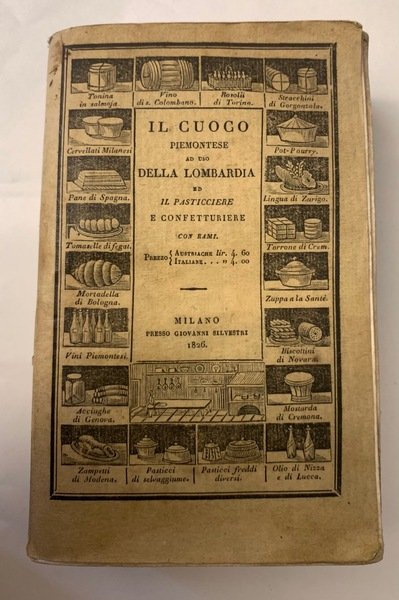 Tonina
in salmoja.
Vino
di s. Colombano.
Rosolii
di Torino.
Stracchini
di Gorgonzola.
Cervellati Milanesi
Pane di Spagna.
Tomaselle di fegat.
Mortadella
di Bologna.
Vini Piemontesi.
Acciughe
di Genova.
IL CUOCO
PIEMONTESE
AD USO
DELLA LOMBARDIA
ED
IL PASTICCIERE
E CONFETTURIERE
CON RAMI.
PREZZO { AUSTRIACHE lir. 4. 60
ITALIANE. . . „ 4. 00
MILANO
PRESSO GIOVANNI SILVESTRI
1826.
Pot-Pourry.
Lingua di Zurigo.
Torrone di Crem.
Zuppa a la Santé.
Biscottini
di Novara.
Mostarda
di Cremona.
Zampetti
di Modena.
Pasticci
di selvaggiume.
Pasticci freddi
diversi.
Olio di Nizza
e di Lucca.